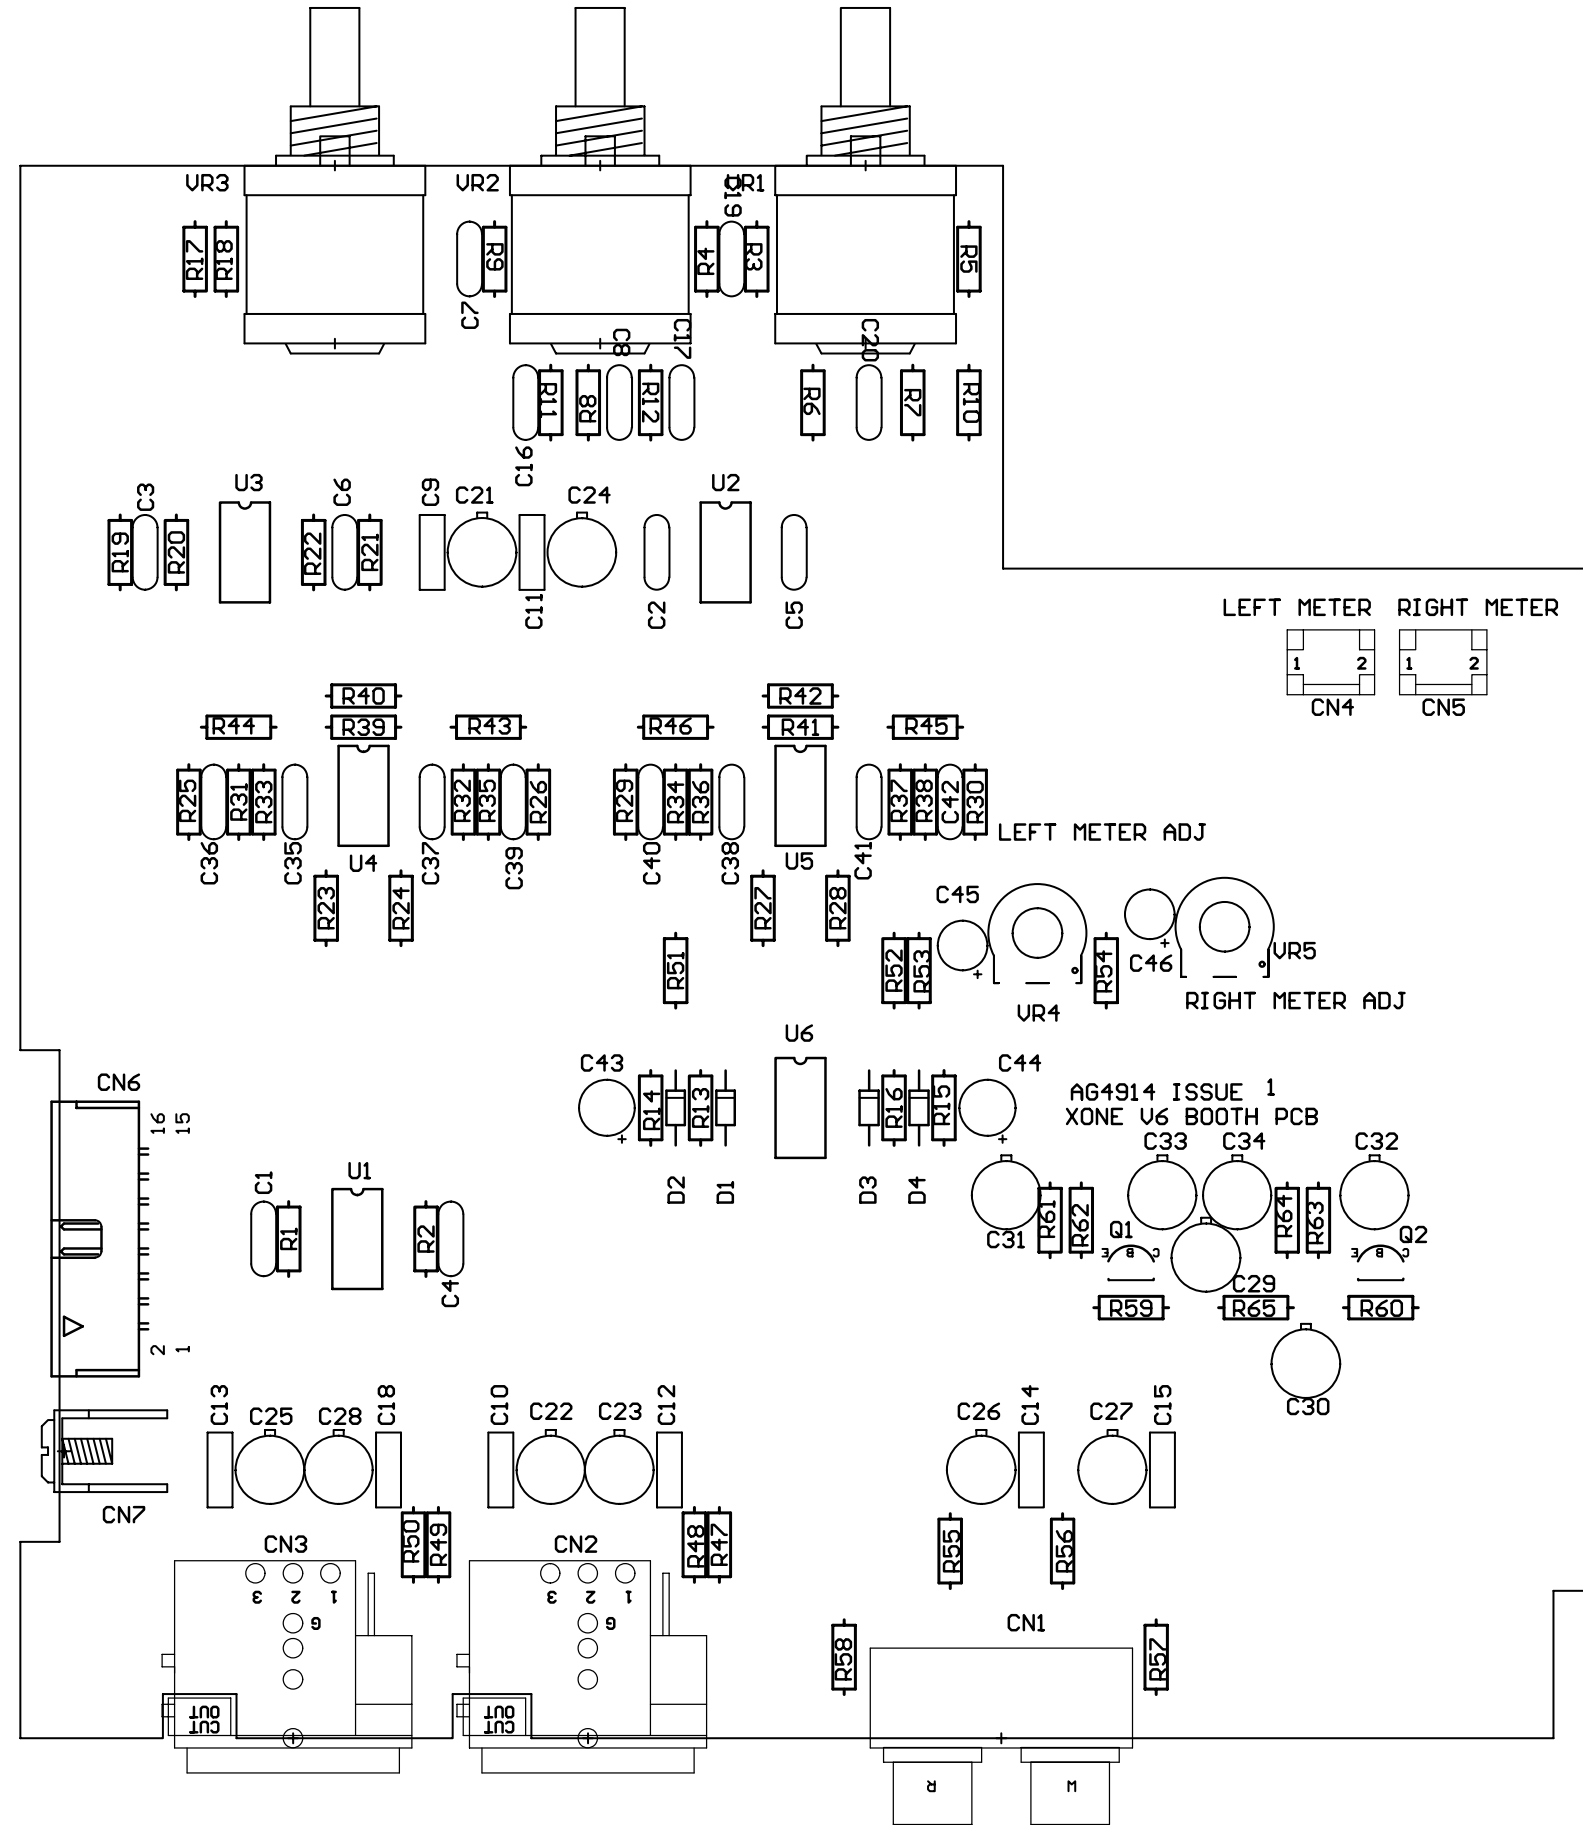 VR3
VR2
C19
VR1
R17
R18
R9
R4
R3
R5
C7
C8
C17
C20
R11
R8
R12
R6
R7
R10
C16
C3
U3
C6
C9
C21
C24
U2
R19
R20
R22
R21
C11
C2
C5
LEFT METER
RIGHT METER
1 2
1 2
CN4
CN5
R40
R42
R44
R39
R43
R46
R41
R45
R25
R31
R33
R32
R35
R26
R29
R34
R36
R37
R38
C42
R30
LEFT METER ADJ
C36
C35
U4
C37
C39
C40
C38
U5
C41
R23
R24
R27
R28
C45
+
C46
+
VR5
R51
R52
R53
R54
VR4
RIGHT METER ADJ
U6
C43
+
C44
+
CN6
16
15
R14
R13
R16
R15
AG4914 ISSUE 1
XONE V6 BOOTH PCB
C33
C34
C32
C1
U1
D2
D1
D3
D4
R1
R2
C4
C31
R61
R62
Q1
E B C
R64
R63
Q2
E B C
C29
R59
R65
R60
2
1
C30
C13
C25
C28
C18
C10
C22
C23
C12
C26
C14
C27
C15
CN7
R50
R49
R48
R47
R55
R56
CN3
CN2
3 2 1
3 2 1
G
G
CN1
R58
R57
CUT
OUT
CUT
OUT
R
W